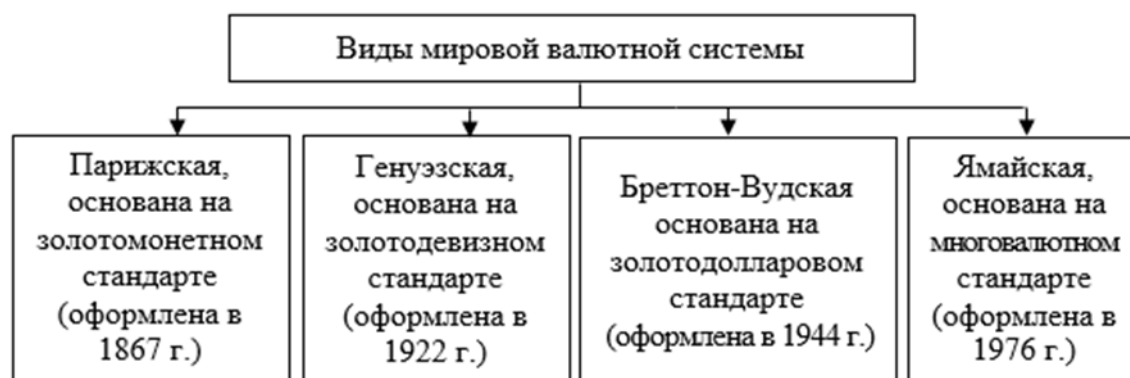 Виды мировой валютной системы
Парижская,
основана на
золотомонетном
стандарте
(оформлена в
1867 г.)
Генуэзская,
основана на
золотодевизном
стандарте
(оформлена в
1922 г.)
Бреттон-Вудская
основана на
золотодолларовом
стандарте
(оформлена в 1944 г.)
Ямайская,
основана на
многовалютном
стандарте
(оформлена в
1976 г.)